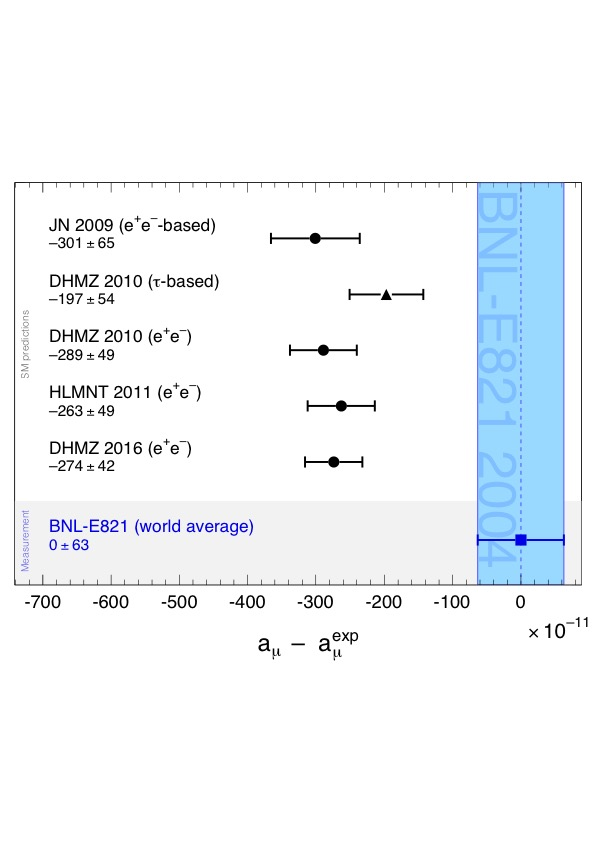 JN 2009 (e⁺e⁻-based)
−301 ± 65
DHMZ 2010 (τ-based)
−197 ± 54
DHMZ 2010 (e⁺e⁻)
−289 ± 49
HLMNT 2011 (e⁺e⁻)
−263 ± 49
DHMZ 2016 (e⁺e⁻)
−274 ± 42
SM predictions
BNL-E821 2004
Measurement
BNL-E821 (world average)
0 ± 63
-700 -600 -500 -400 -300 -200 -100 0
× 10⁻¹¹
a_μ − a_μ^exp